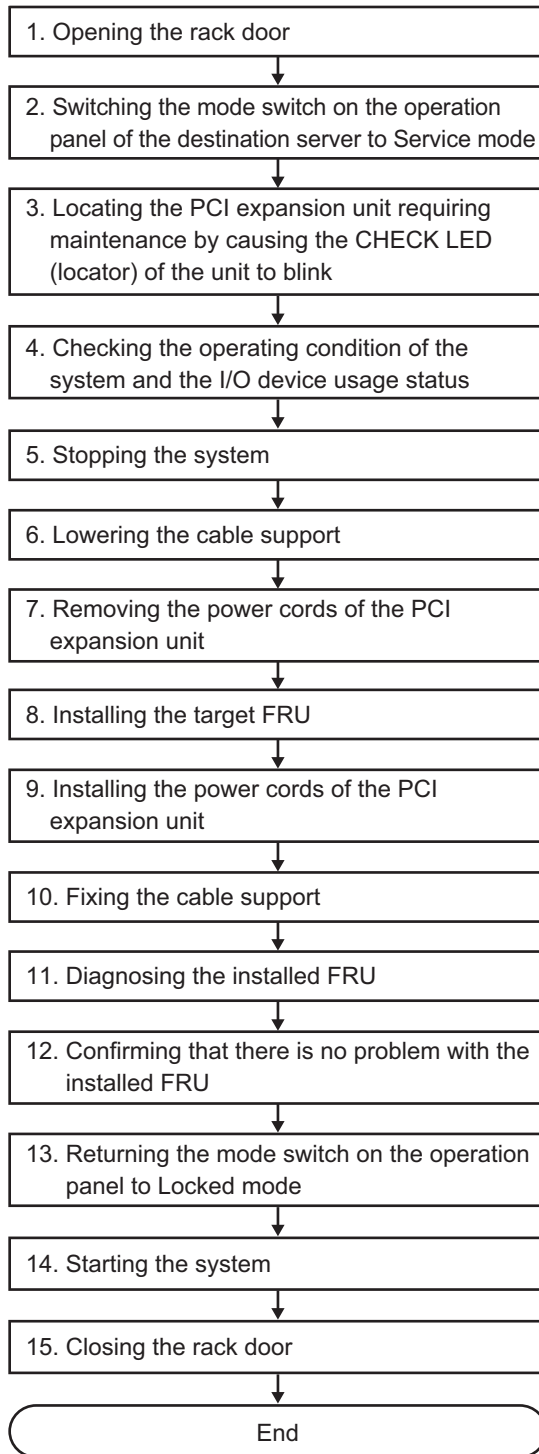 1. Opening the rack door
2. Switching the mode switch on the operation
panel of the destination server to Service mode
3. Locating the PCI expansion unit requiring
maintenance by causing the CHECK LED
(locator) of the unit to blink
4. Checking the operating condition of the
system and the I/O device usage status
5. Stopping the system
6. Lowering the cable support
7. Removing the power cords of the PCI
expansion unit
8. Installing the target FRU
9. Installing the power cords of the PCI
expansion unit
10. Fixing the cable support
11. Diagnosing the installed FRU
12. Confirming that there is no problem with the
installed FRU
13. Returning the mode switch on the operation
panel to Locked mode
14. Starting the system
15. Closing the rack door
End